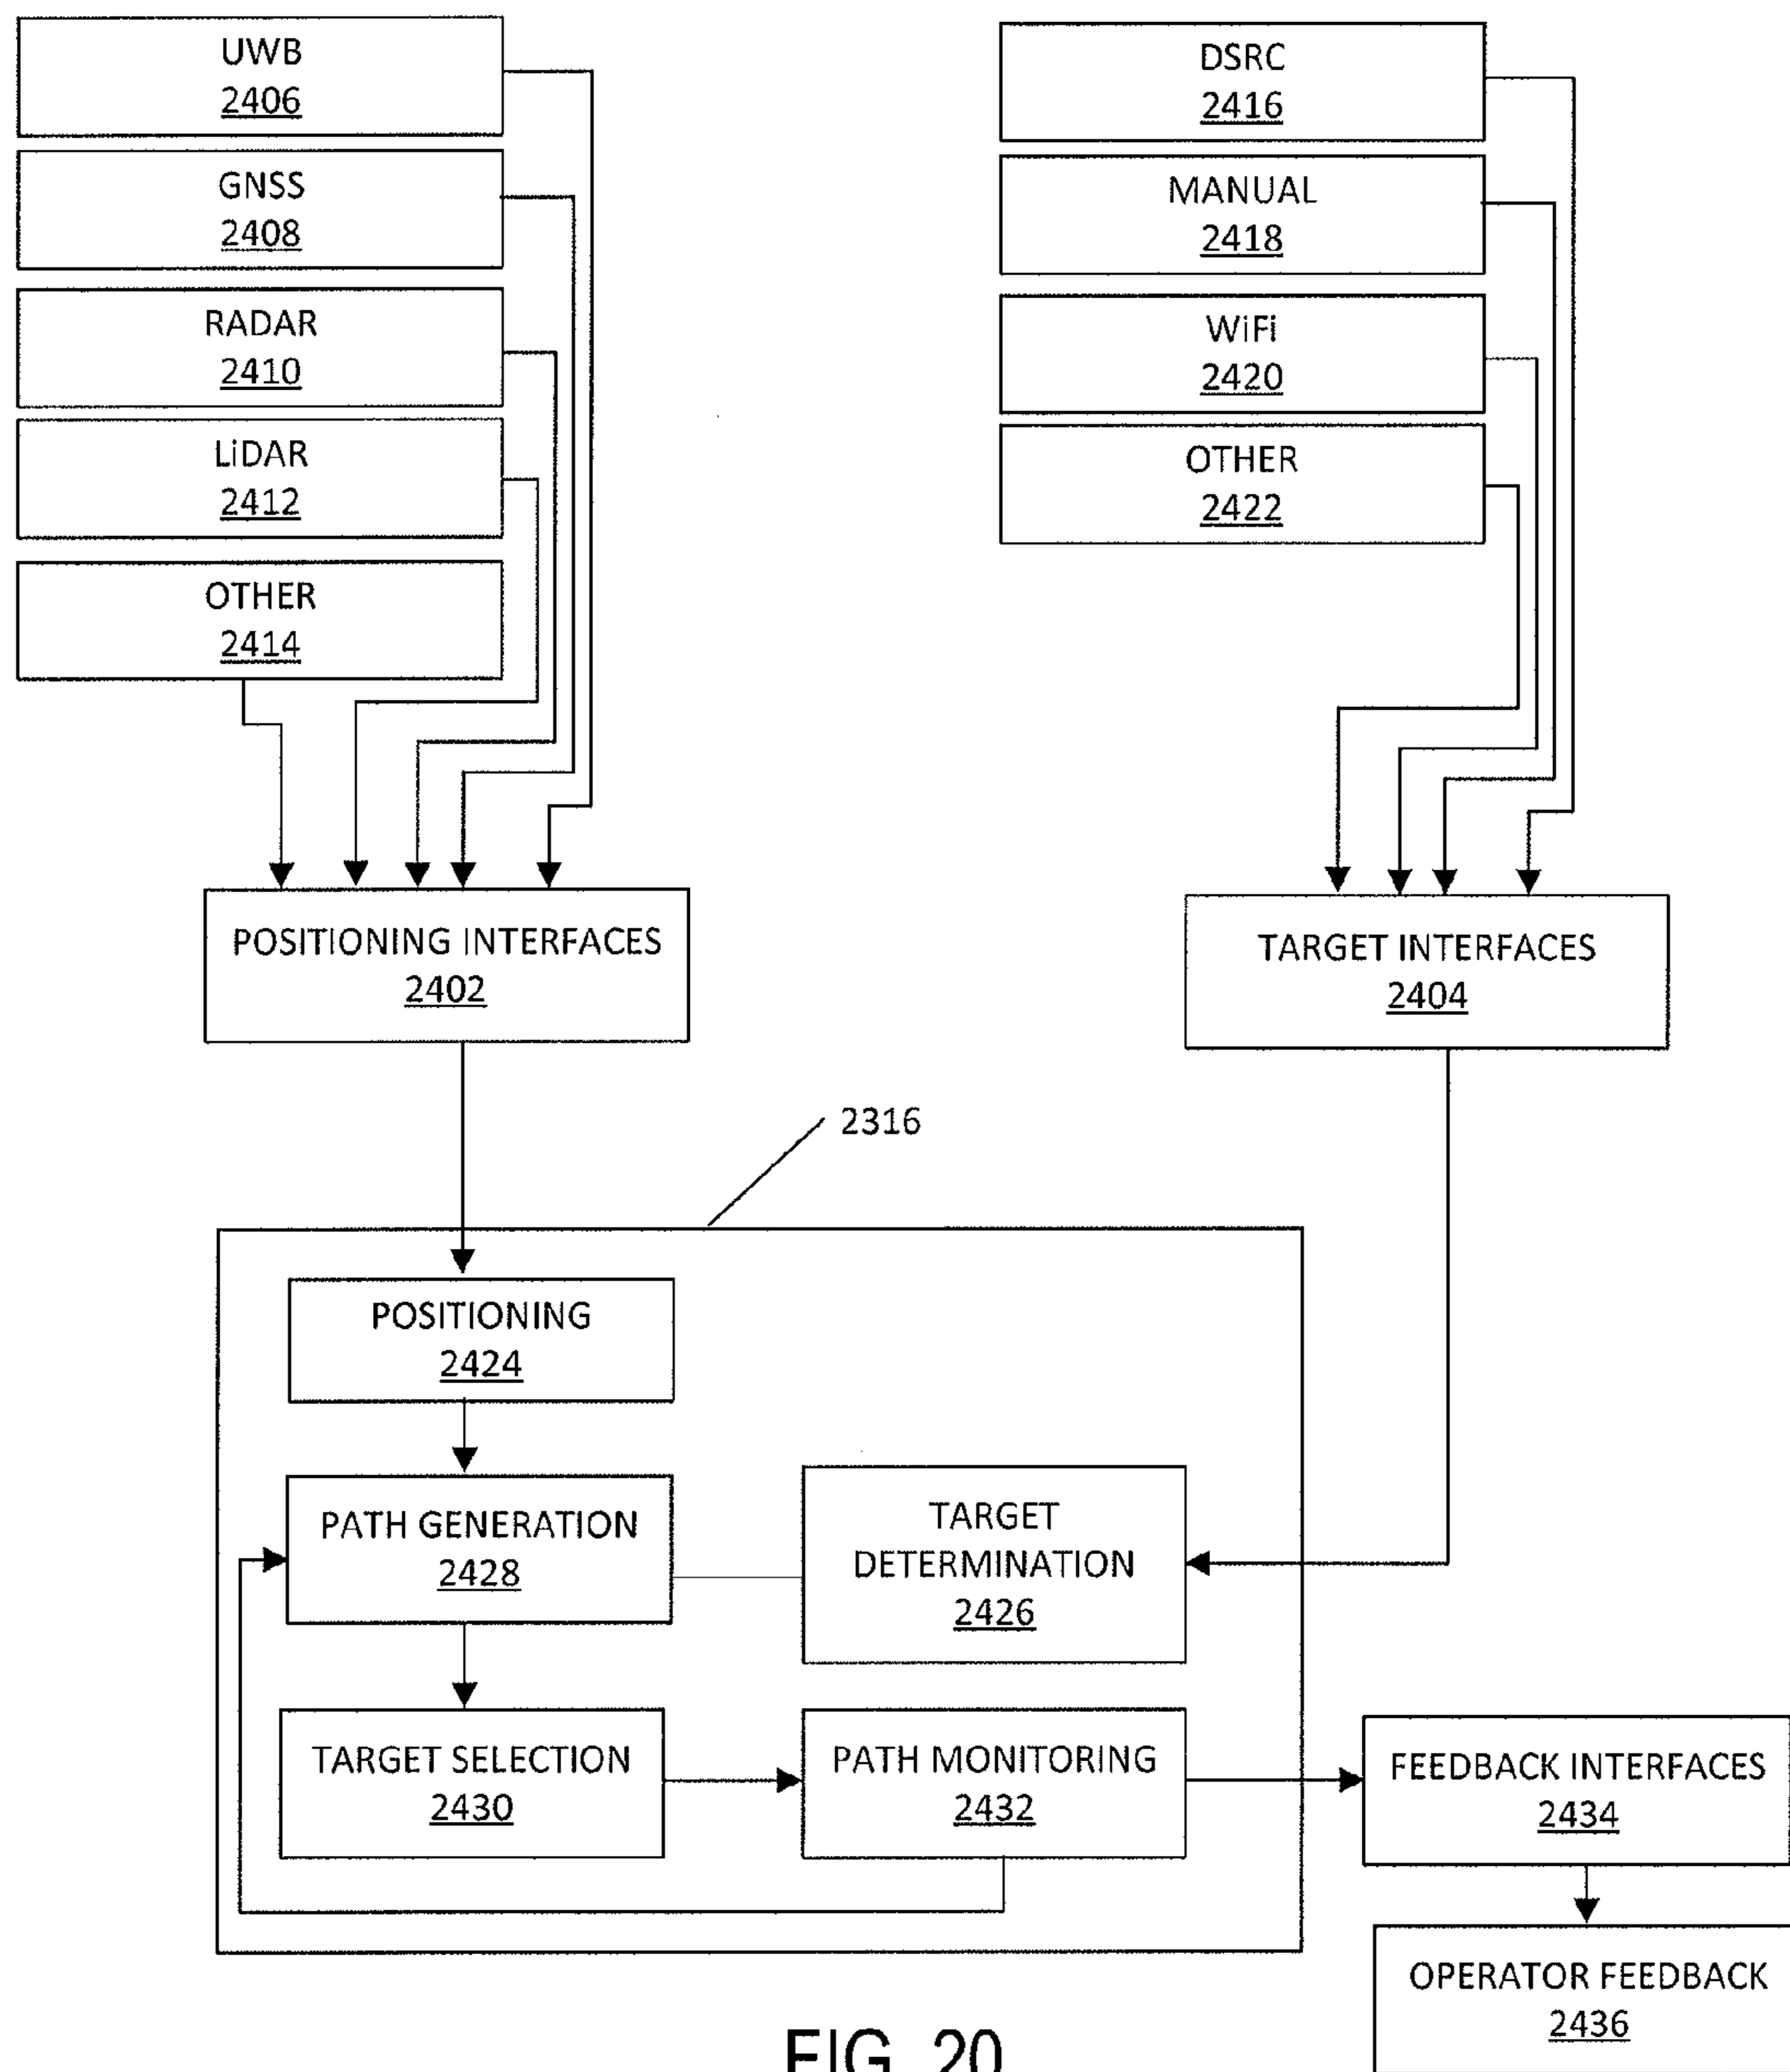 UWB
2406
GNSS
2408
RADAR
2410
LiDAR
2412
OTHER
2414
DSRC
2416
MANUAL
2418
WiFi
2420
OTHER
2422
POSITIONING INTERFACES
2402
TARGET INTERFACES
2404
2316
POSITIONING
2424
PATH GENERATION
2428
TARGET
DETERMINATION
2426
TARGET SELECTION
2430
PATH MONITORING
2432
FEEDBACK INTERFACES
2434
OPERATOR FEEDBACK
2436
FIG. 20